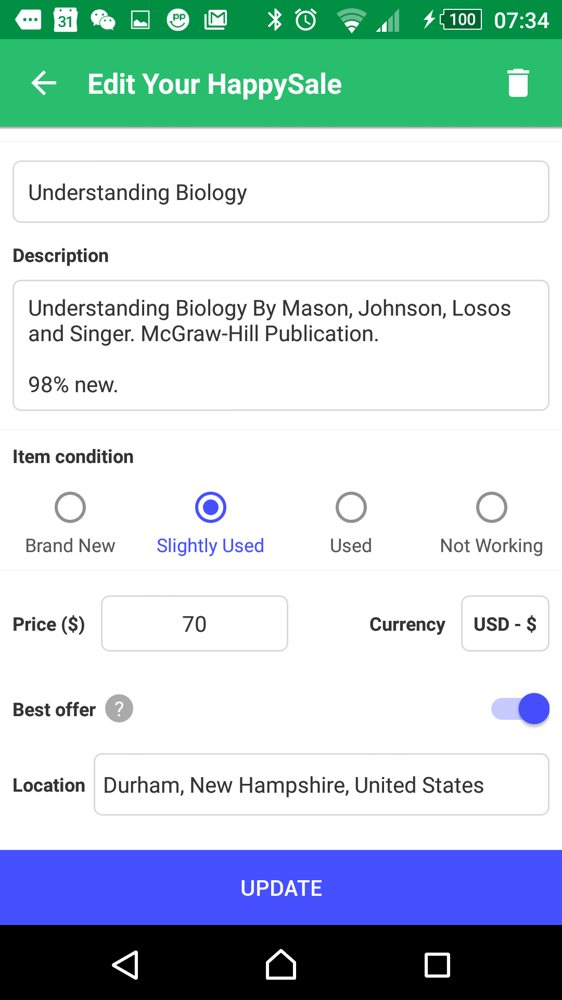 31
pp
100
07:34
Edit Your HappySale
Understanding Biology
Description
Understanding Biology By Mason, Johnson, Losos
and Singer. McGraw-Hill Publication.
98% new.
Item condition
Brand New
Slightly Used
Used
Not Working
Price ($)
70
Currency
USD - $
Best offer
?
Location
Durham, New Hampshire, United States
UPDATE